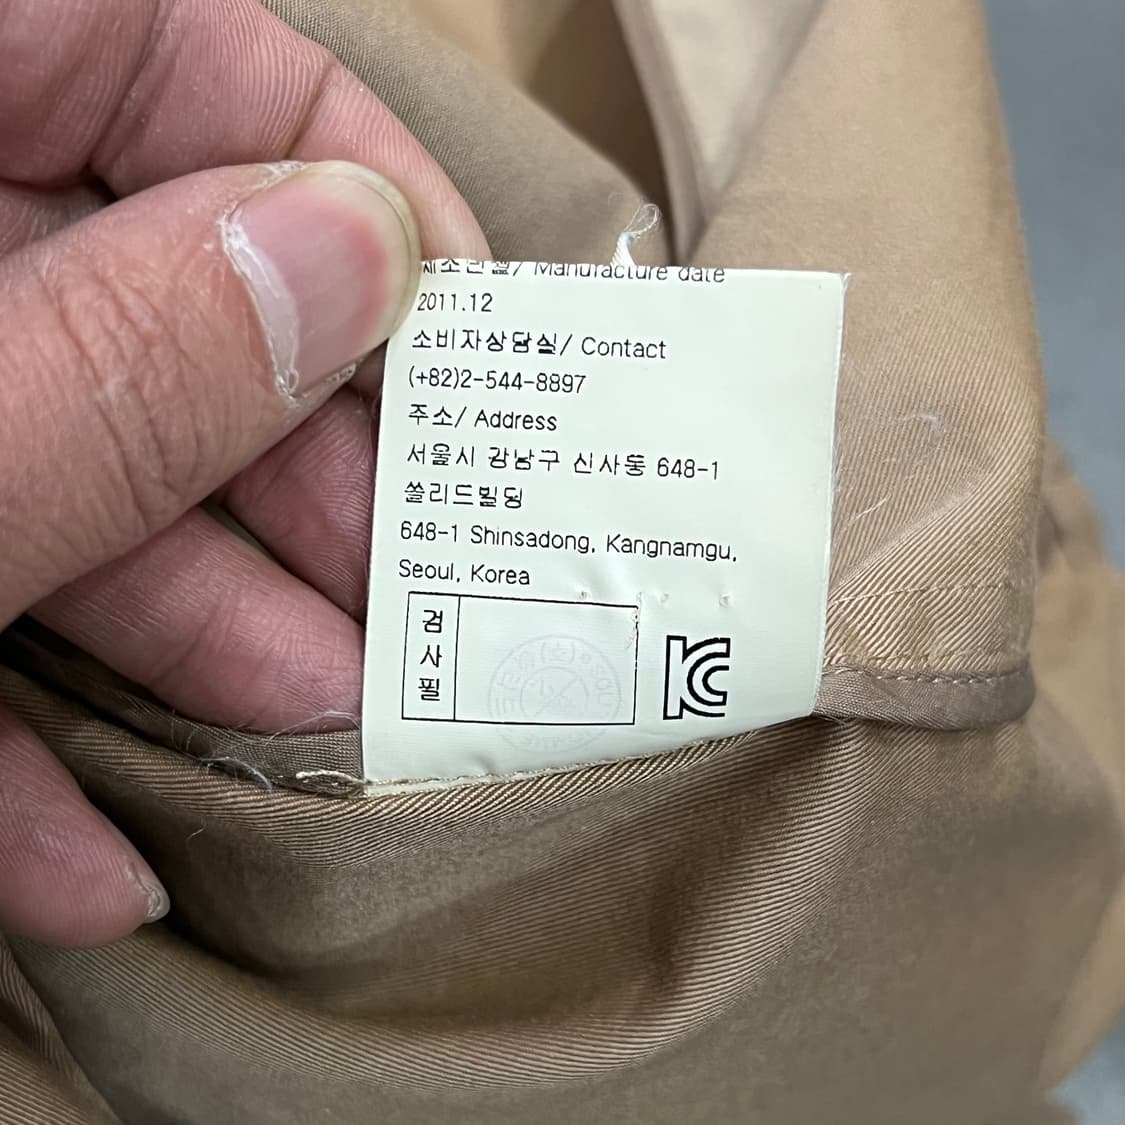 제조년월/ Manufacture date
2011.12
소비자상담실/ Contact
(+82)2-544-8897
주소/ Address
서울시 강남구 신사동 648-1
쏠리드빌딩
648-1 Shinsadong, Kangnamgu,
Seoul, Korea
검
사
필
KC